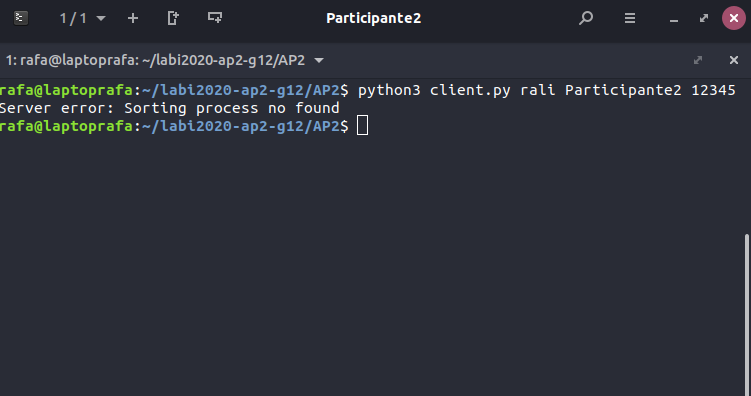 1 / 1
Participante2
1: rafa@laptoprafa: ~/labi2020-ap2-g12/AP2
rafa@laptoprafa:~/labi2020-ap2-g12/AP2$ python3 client.py rali Participante2 12345
Server error: Sorting process no found
rafa@laptoprafa:~/labi2020-ap2-g12/AP2$